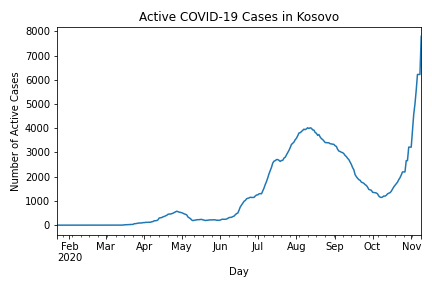 Active COVID-19 Cases in Kosovo
Number of Active Cases
8000
7000
6000
5000
4000
3000
2000
1000
0
Feb Mar Apr May Jun Jul Aug Sep Oct Nov
2020
Day